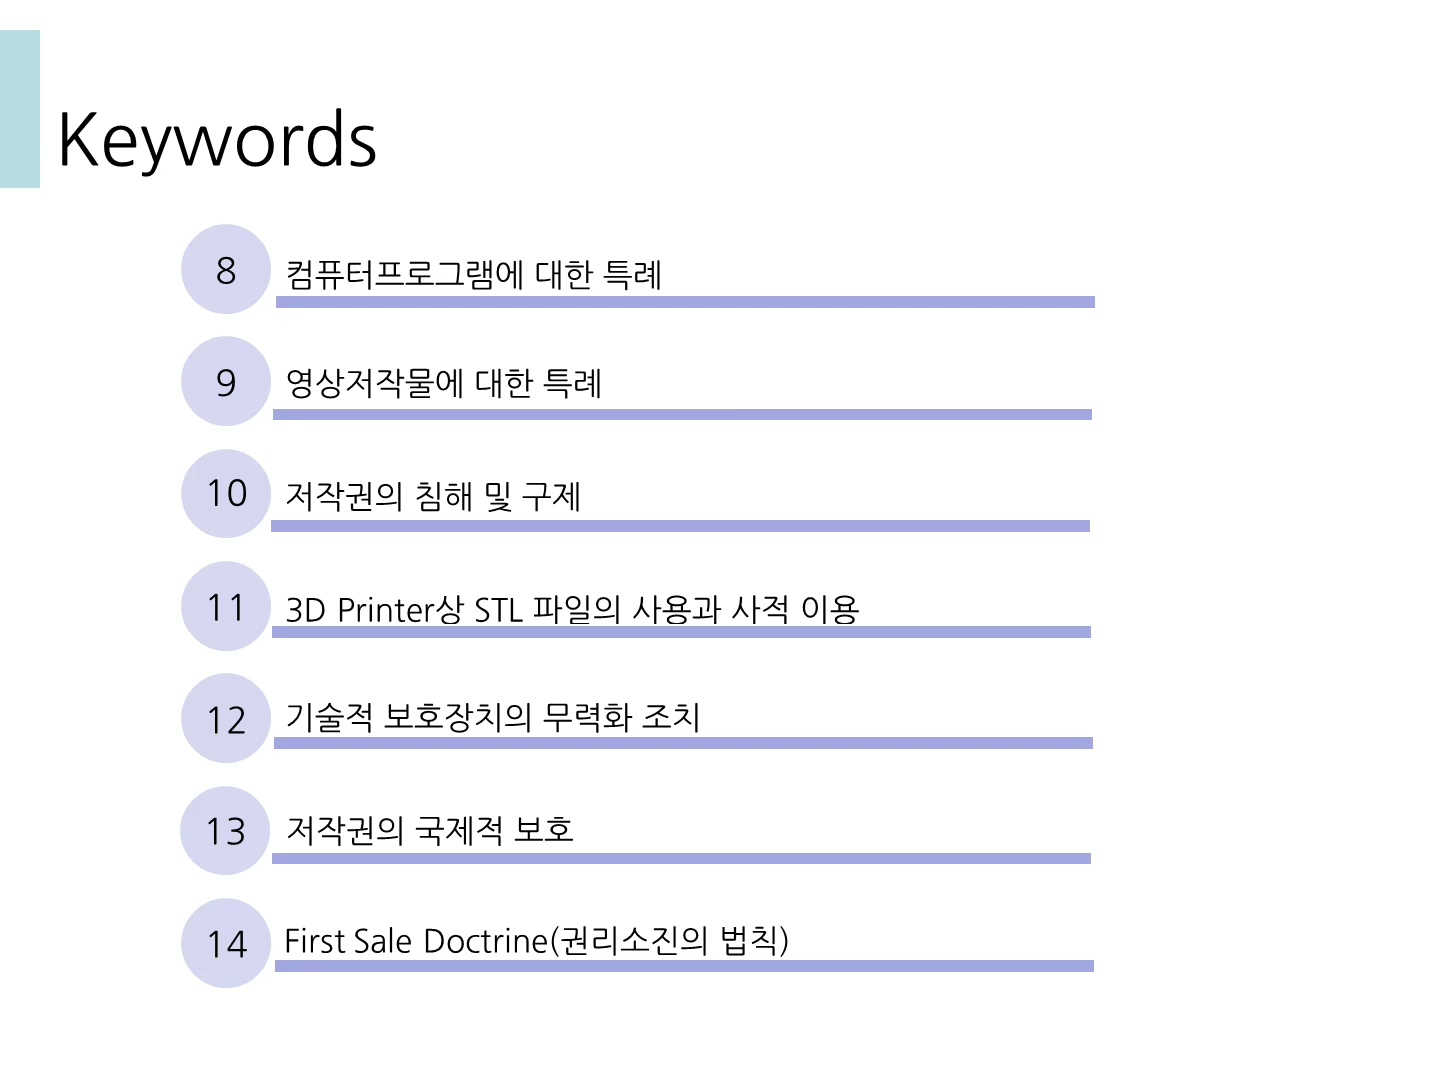 Keywords
8 컴퓨터프로그램에 대한 특례
9 영상저작물에 대한 특례
10 저작권의 침해 및 구제
11 3D Printer상 STL 파일의 사용과 사적 이용
12 기술적 보호장치의 무력화 조치
13 저작권의 국제적 보호
14 First Sale Doctrine(권리소진의 법칙)